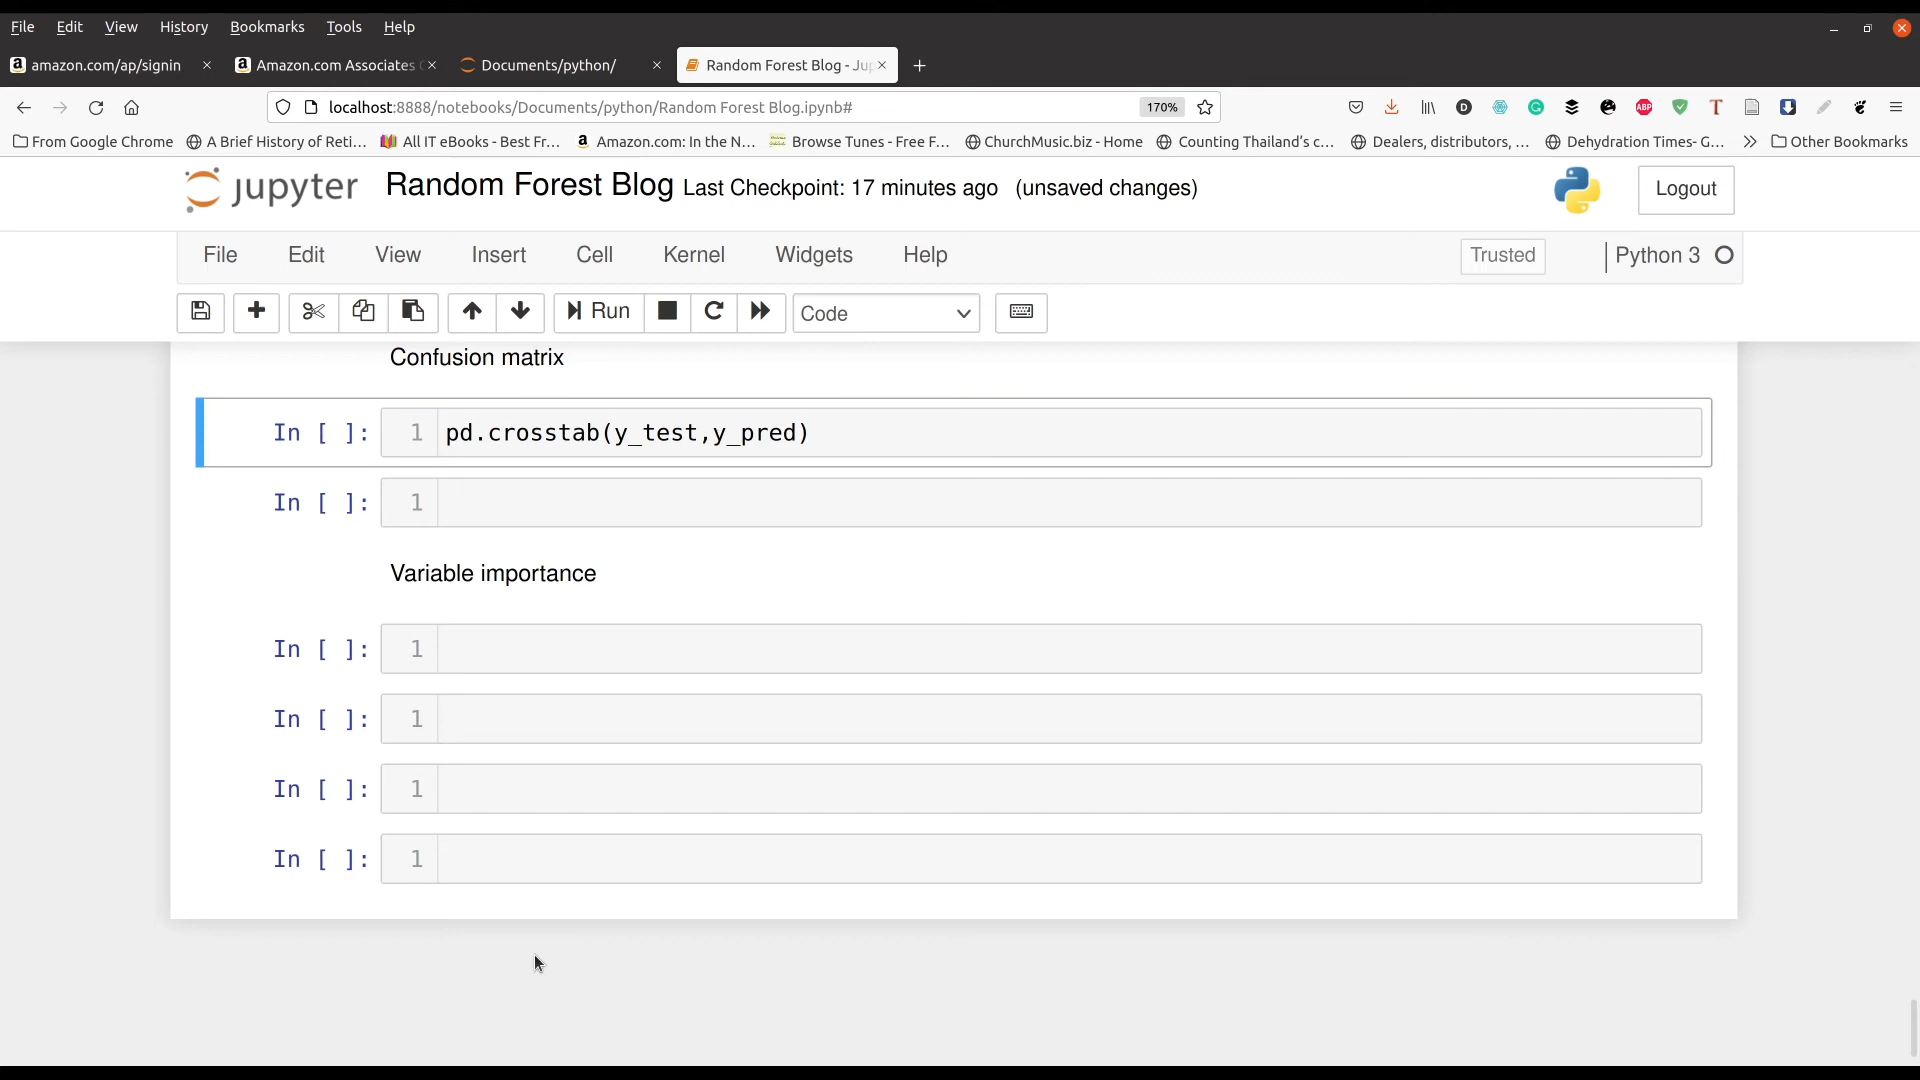 File Edit View History Bookmarks Tools Help
amazon.com/ap/signin Amazon.com Associates Documents/python/ Random Forest Blog - Jup
localhost:8888/notebooks/Documents/python/Random Forest Blog.ipynb# 170%
From Google Chrome A Brief History of Reti... All IT eBooks - Best Fr... Amazon.com: In the N... Browse Tunes - Free F... ChurchMusic.biz - Home Counting Thailand's c... Dealers, distributors, ... Dehydration Times- G... Other Bookmarks
jupyter Random Forest Blog Last Checkpoint: 17 minutes ago (unsaved changes) Logout
File Edit View Insert Cell Kernel Widgets Help Trusted Python 3
Run Code
Confusion matrix
In [ ]: 1 pd.crosstab(y_test,y_pred)
In [ ]: 1
Variable importance
In [ ]: 1
In [ ]: 1
In [ ]: 1
In [ ]: 1